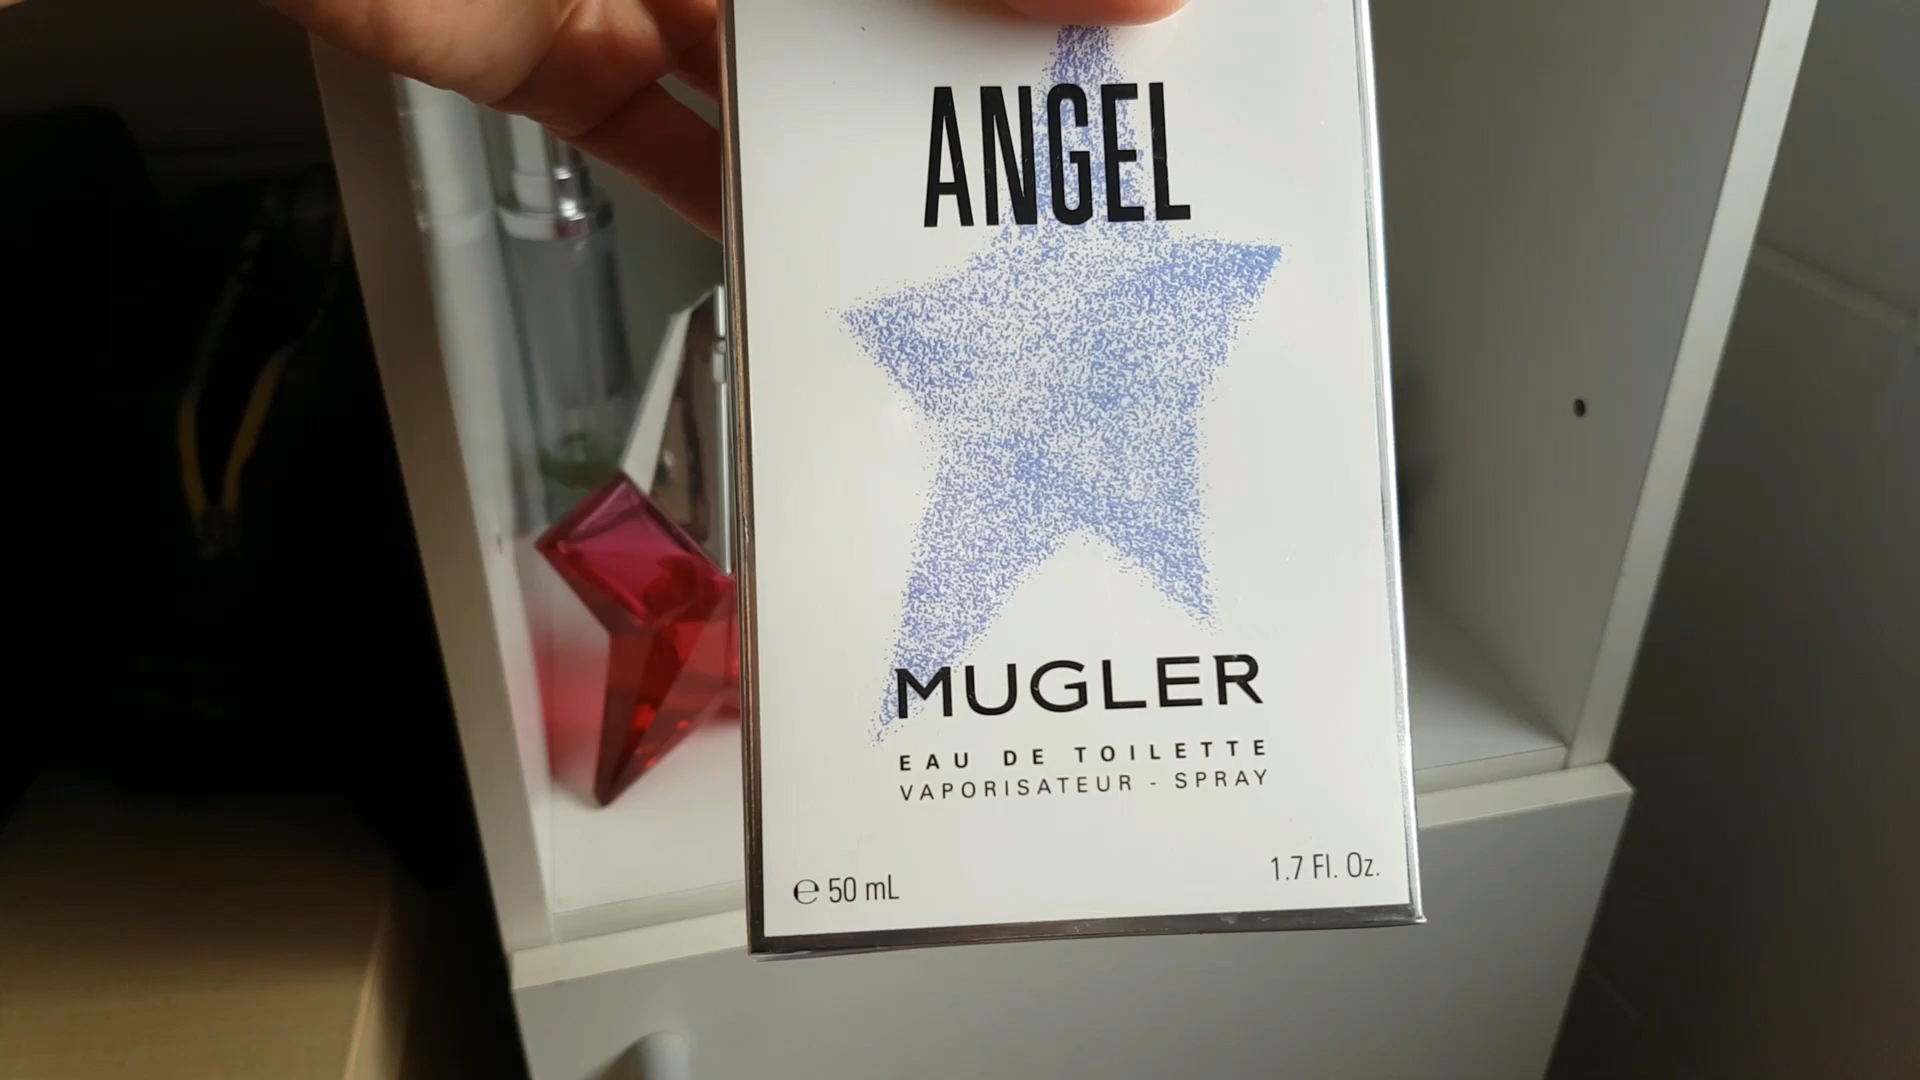 ANGEL
MUGLER
EAU DE TOILETTE
VAPORISATEUR - SPRAY
℮ 50 mL
1.7 Fl. Oz.